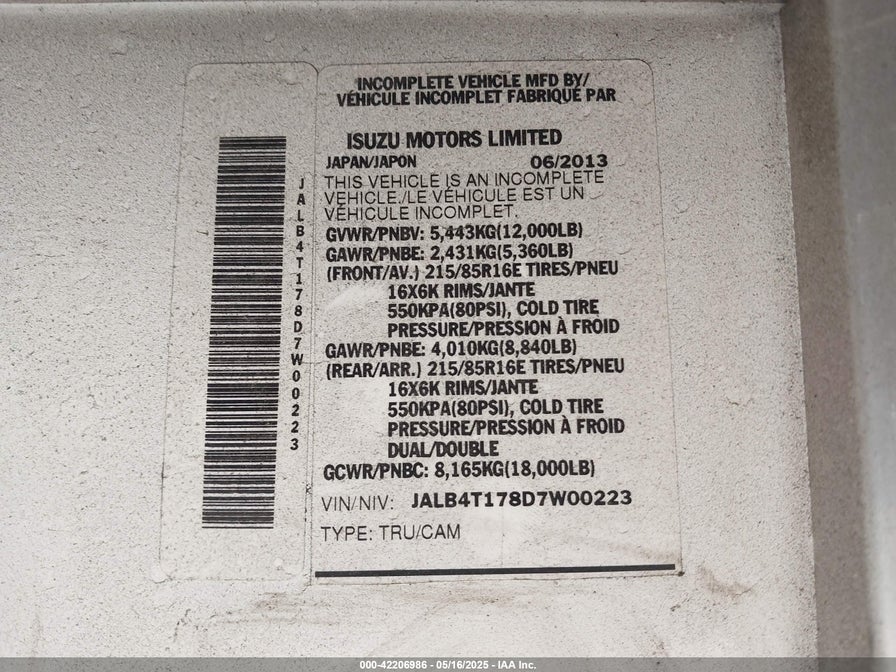 INCOMPLETE VEHICLE MFD BY/
VÉHICULE INCOMPLET FABRIQUÉ PAR
ISUZU MOTORS LIMITED
JAPAN/JAPON 06/2013
THIS VEHICLE IS AN INCOMPLETE
VEHICLE./LE VÉHICULE EST UN
VÉHICULE INCOMPLET.
GVWR/PNBV: 5,443KG(12,000LB)
GAWR/PNBE: 2,431KG(5,360LB)
(FRONT/AV.) 215/85R16E TIRES/PNEU
16X6K RIMS/JANTE
550KPA(80PSI), COLD TIRE
PRESSURE/PRESSION À FROID
GAWR/PNBE: 4,010KG(8,840LB)
(REAR/ARR.) 215/85R16E TIRES/PNEU
16X6K RIMS/JANTE
550KPA(80PSI), COLD TIRE
PRESSURE/PRESSION À FROID
DUAL/DOUBLE
GCWR/PNBC: 8,165KG(18,000LB)
VIN/NIV: JALB4T178D7W00223
TYPE: TRU/CAM
JALB4T178D7W00223
000-42206986 - 05/16/2025 - IAA Inc.